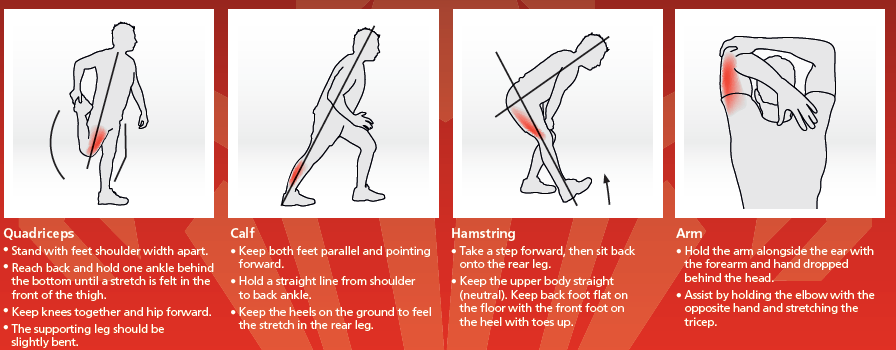 Quadriceps
• Stand with feet shoulder width apart.
• Reach back and hold one ankle behind
the bottom until a stretch is felt in the
front of the thigh.
• Keep knees together and hip forward.
• The supporting leg should be
slightly bent.
Calf
• Keep both feet parallel and pointing
forward.
• Hold a straight line from shoulder
to back ankle.
• Keep the heels on the ground to feel
the stretch in the rear leg.
Hamstring
• Take a step forward, then sit back
onto the rear leg.
• Keep the upper body straight
(neutral). Keep back foot flat on
the floor with the front foot on
the heel with toes up.
Arm
• Hold the arm alongside the ear with
the forearm and hand dropped
behind the head.
• Assist by holding the elbow with the
opposite hand and stretching the
tricep.